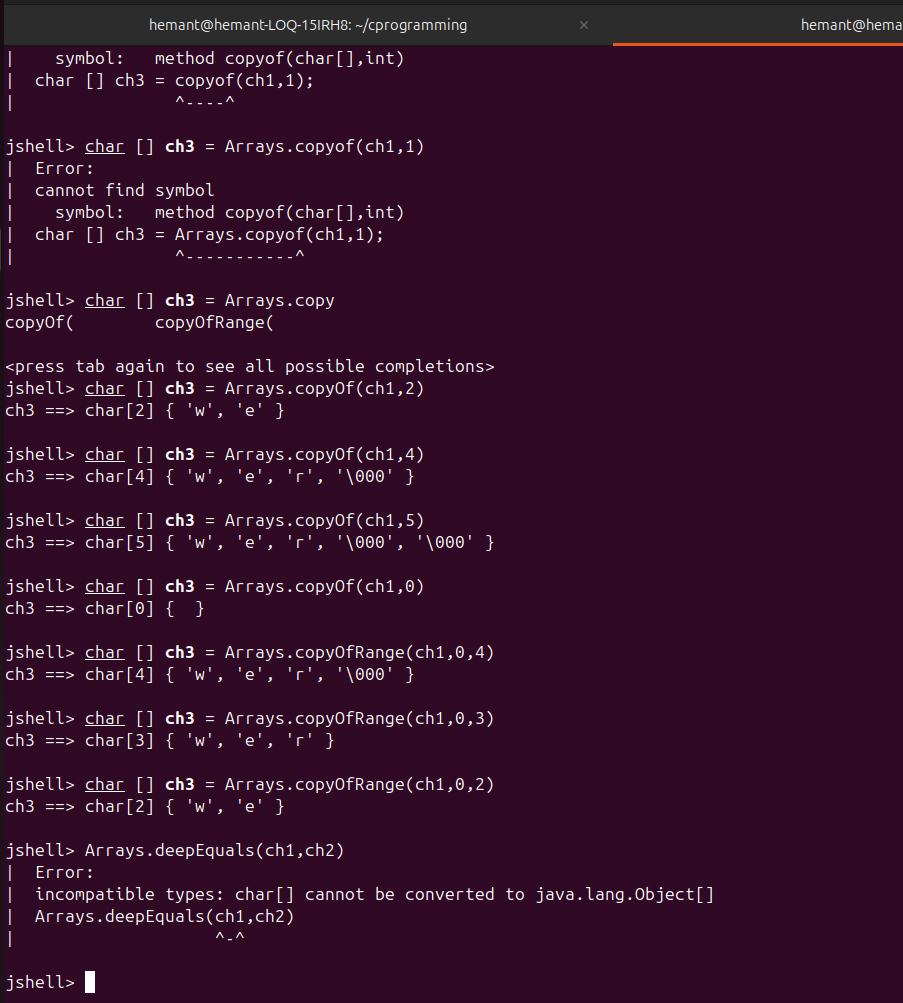 hemant@hemant-LOQ-15IRH8: ~/cprogramming × hemant@hema
|    symbol:   method copyof(char[],int)
|  char [] ch3 = copyof(ch1,1);
|                ^----^
jshell> char [] ch3 = Arrays.copyof(ch1,1)
|  Error:
|  cannot find symbol
|    symbol:   method copyof(char[],int)
|  char [] ch3 = Arrays.copyof(ch1,1);
|                ^-----------^
jshell> char [] ch3 = Arrays.copy
copyOf(        copyOfRange(
<press tab again to see all possible completions>
jshell> char [] ch3 = Arrays.copyOf(ch1,2)
ch3 ==> char[2] { 'w', 'e' }
jshell> char [] ch3 = Arrays.copyOf(ch1,4)
ch3 ==> char[4] { 'w', 'e', 'r', '\000' }
jshell> char [] ch3 = Arrays.copyOf(ch1,5)
ch3 ==> char[5] { 'w', 'e', 'r', '\000', '\000' }
jshell> char [] ch3 = Arrays.copyOf(ch1,0)
ch3 ==> char[0] {  }
jshell> char [] ch3 = Arrays.copyOfRange(ch1,0,4)
ch3 ==> char[4] { 'w', 'e', 'r', '\000' }
jshell> char [] ch3 = Arrays.copyOfRange(ch1,0,3)
ch3 ==> char[3] { 'w', 'e', 'r' }
jshell> char [] ch3 = Arrays.copyOfRange(ch1,0,2)
ch3 ==> char[2] { 'w', 'e' }
jshell> Arrays.deepEquals(ch1,ch2)
|  Error:
|  incompatible types: char[] cannot be converted to java.lang.Object[]
|  Arrays.deepEquals(ch1,ch2)
|                    ^-^
jshell>